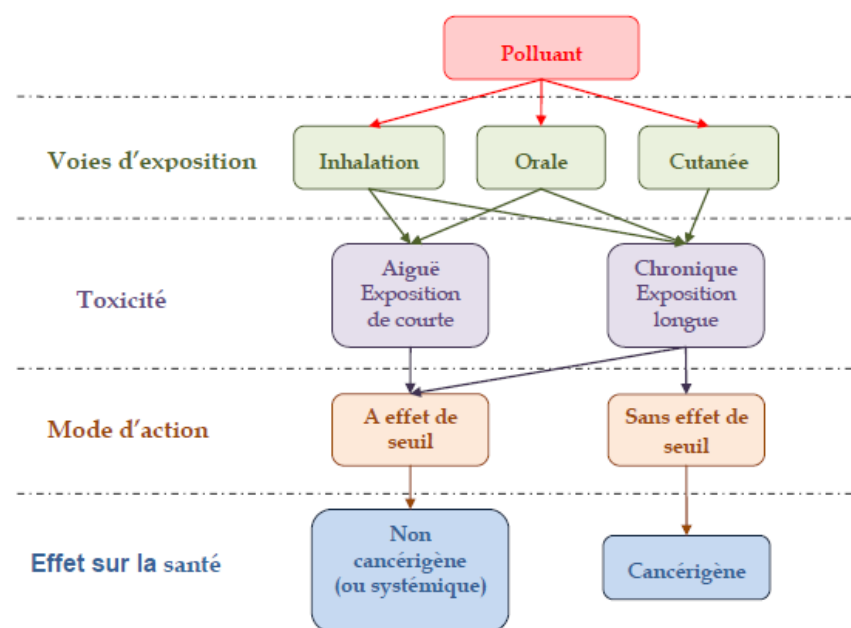 Polluant
Voies d’exposition
Inhalation
Orale
Cutanée
Toxicité
Aiguë
Exposition
de courte
Chronique
Exposition
longue
Mode d’action
A effet de
seuil
Sans effet de
seuil
Effet sur la santé
Non
cancérigène
(ou systémique)
Cancérigène